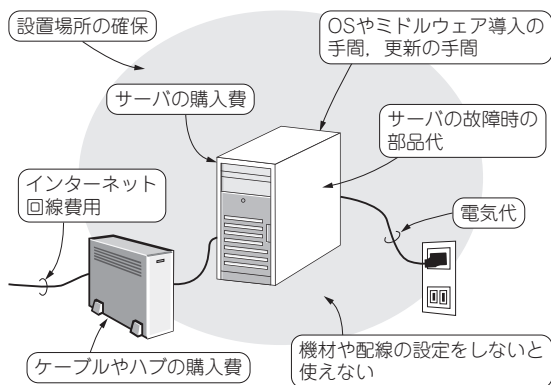 設置場所の確保
OSやミドルウェア導入の
手間，更新の手間
サーバの購入費
サーバの故障時の
部品代
インターネット
回線費用
電気代
ケーブルやハブの購入費
機材や配線の設定をしないと
使えない